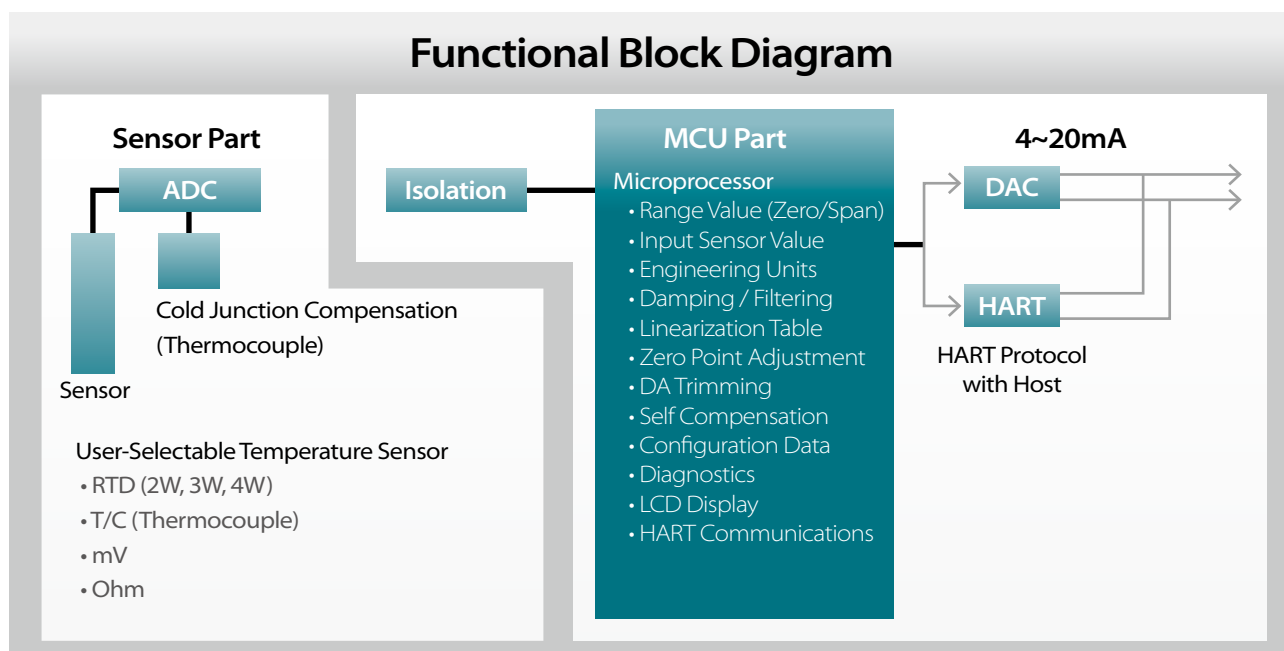 Functional Block Diagram
Sensor Part
ADC
Cold Junction Compensation
(Thermocouple)
Sensor
User-Selectable Temperature Sensor
• RTD (2W, 3W, 4W)
• T/C (Thermocouple)
• mV
• Ohm
Isolation
MCU Part
Microprocessor
• Range Value (Zero/Span)
• Input Sensor Value
• Engineering Units
• Damping / Filtering
• Linearization Table
• Zero Point Adjustment
• DA Trimming
• Self Compensation
• Configuration Data
• Diagnostics
• LCD Display
• HART Communications
4~20mA
DAC
HART
HART Protocol
with Host